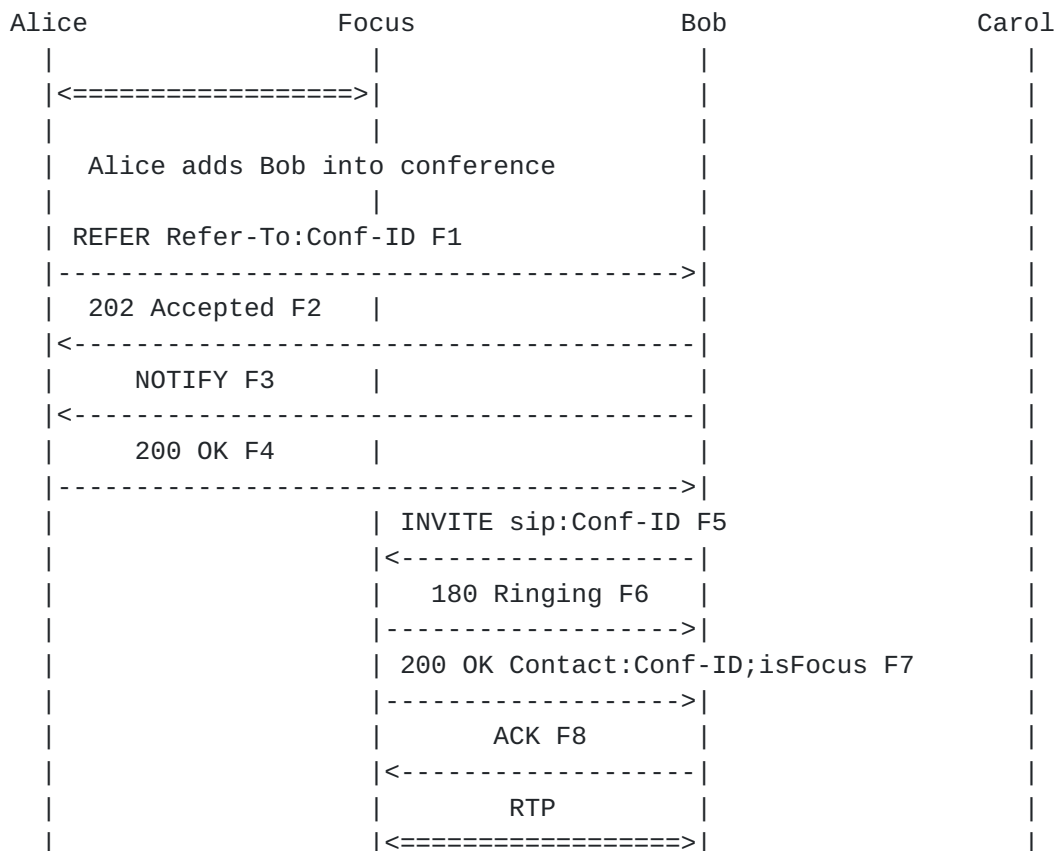 Alice                Focus                 Bob                Carol
  |                    |                    |                    |
  |<==================>|                    |                    |
  |                    |                    |                    |
  |  Alice adds Bob into conference         |                    |
  |                    |                    |                    |
  | REFER Refer-To:Conf-ID F1               |                    |
  |---------------------------------------->|                    |
  |  202 Accepted F2   |                    |                    |
  |<----------------------------------------|                    |
  |     NOTIFY F3      |                    |                    |
  |<----------------------------------------|                    |
  |     200 OK F4      |                    |                    |
  |---------------------------------------->|                    |
  |                    | INVITE sip:Conf-ID F5                   |
  |                    |<-------------------|                    |
  |                    |   180 Ringing F6   |                    |
  |                    |------------------->|                    |
  |                    | 200 OK Contact:Conf-ID;isFocus F7       |
  |                    |------------------->|                    |
  |                    |       ACK F8       |                    |
  |                    |<-------------------|                    |
  |                    |        RTP         |                    |
  |                    |<==================>|                    |